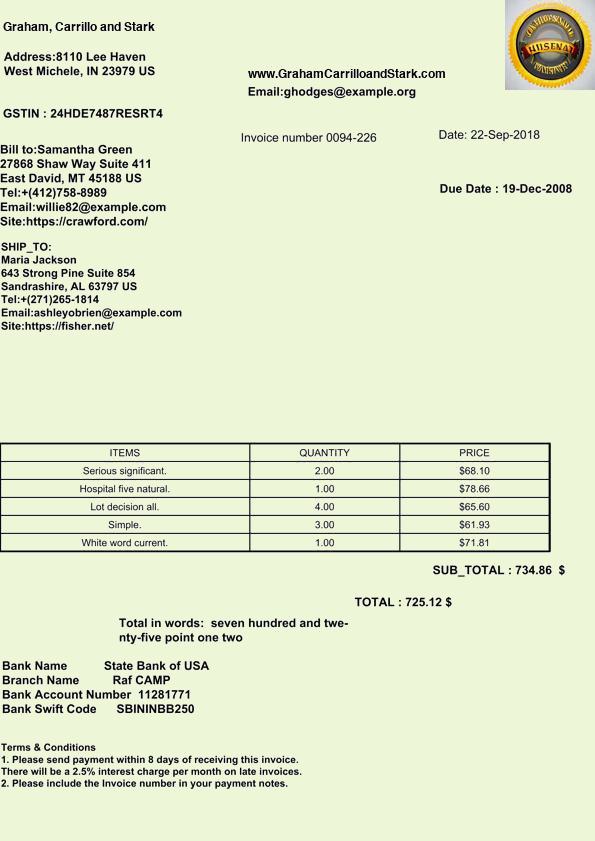 Graham, Carrillo and Stark
Address:8110 Lee Haven
West Michele, IN 23979 US
www.GrahamCarrilloandStark.com
Email:ghodges@example.org
HUSENAT
GSTIN : 24HDE7487RESRT4
Invoice number 0094-226
Date: 22-Sep-2018
Due Date : 19-Dec-2008
Bill to:Samantha Green
27868 Shaw Way Suite 411
East David, MT 45188 US
Tel:+(412)758-8989
Email:willie82@example.com
Site:https://crawford.com/
SHIP_TO:
Maria Jackson
643 Strong Pine Suite 854
Sandrashire, AL 63797 US
Tel:+(271)265-1814
Email:ashleyobrien@example.com
Site:https://fisher.net/
ITEMS QUANTITY PRICE
Serious significant. 2.00 $68.10
Hospital five natural. 1.00 $78.66
Lot decision all. 4.00 $65.60
Simple. 3.00 $61.93
White word current. 1.00 $71.81
SUB_TOTAL : 734.86 $
TOTAL : 725.12 $
Total in words: seven hundred and twe-
nty-five point one two
Bank Name State Bank of USA
Branch Name Raf CAMP
Bank Account Number 11281771
Bank Swift Code SBININBB250
Terms & Conditions
1. Please send payment within 8 days of receiving this invoice.
There will be a 2.5% interest charge per month on late invoices.
2. Please include the Invoice number in your payment notes.